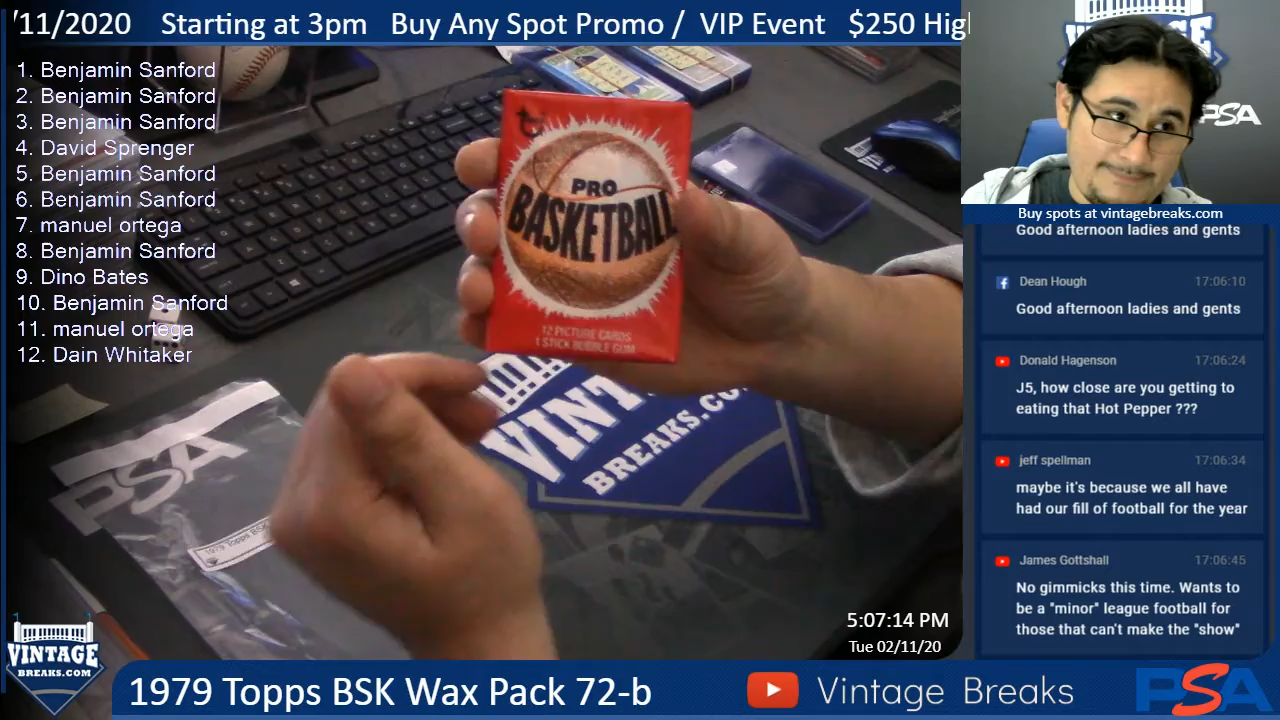 /11/2020 Starting at 3pm Buy Any Spot Promo / VIP Event $250 Hig
1. Benjamin Sanford
2. Benjamin Sanford
3. Benjamin Sanford
4. David Sprenger
5. Benjamin Sanford
6. Benjamin Sanford
7. manuel ortega
8. Benjamin Sanford
9. Dino Bates
10. Benjamin Sanford
11. manuel ortega
12. Dain Whitaker
PRO
BASKETBALL
12 PICTURE CARDS
1 STICK BUBBLE GUM
VINT
BREAKS.CO
PSA
1979 Topps BS
VINTAGE
PSA
Buy spots at vintagebreaks.com
Good afternoon ladies and gents
Dean Hough 17:06:10
Good afternoon ladies and gents
Donald Hagenson 17:06:24
J5, how close are you getting to
eating that Hot Pepper ???
jeff spellman 17:06:34
maybe it's because we all have
had our fill of football for the year
James Gottshall 17:06:45
No gimmicks this time. Wants to
be a "minor" league football for
those that can't make the "show"
5:07:14 PM
Tue 02/11/20
VINTAGE
BREAKS.COM
1979 Topps BSK Wax Pack 72-b
Vintage Breaks
PSA